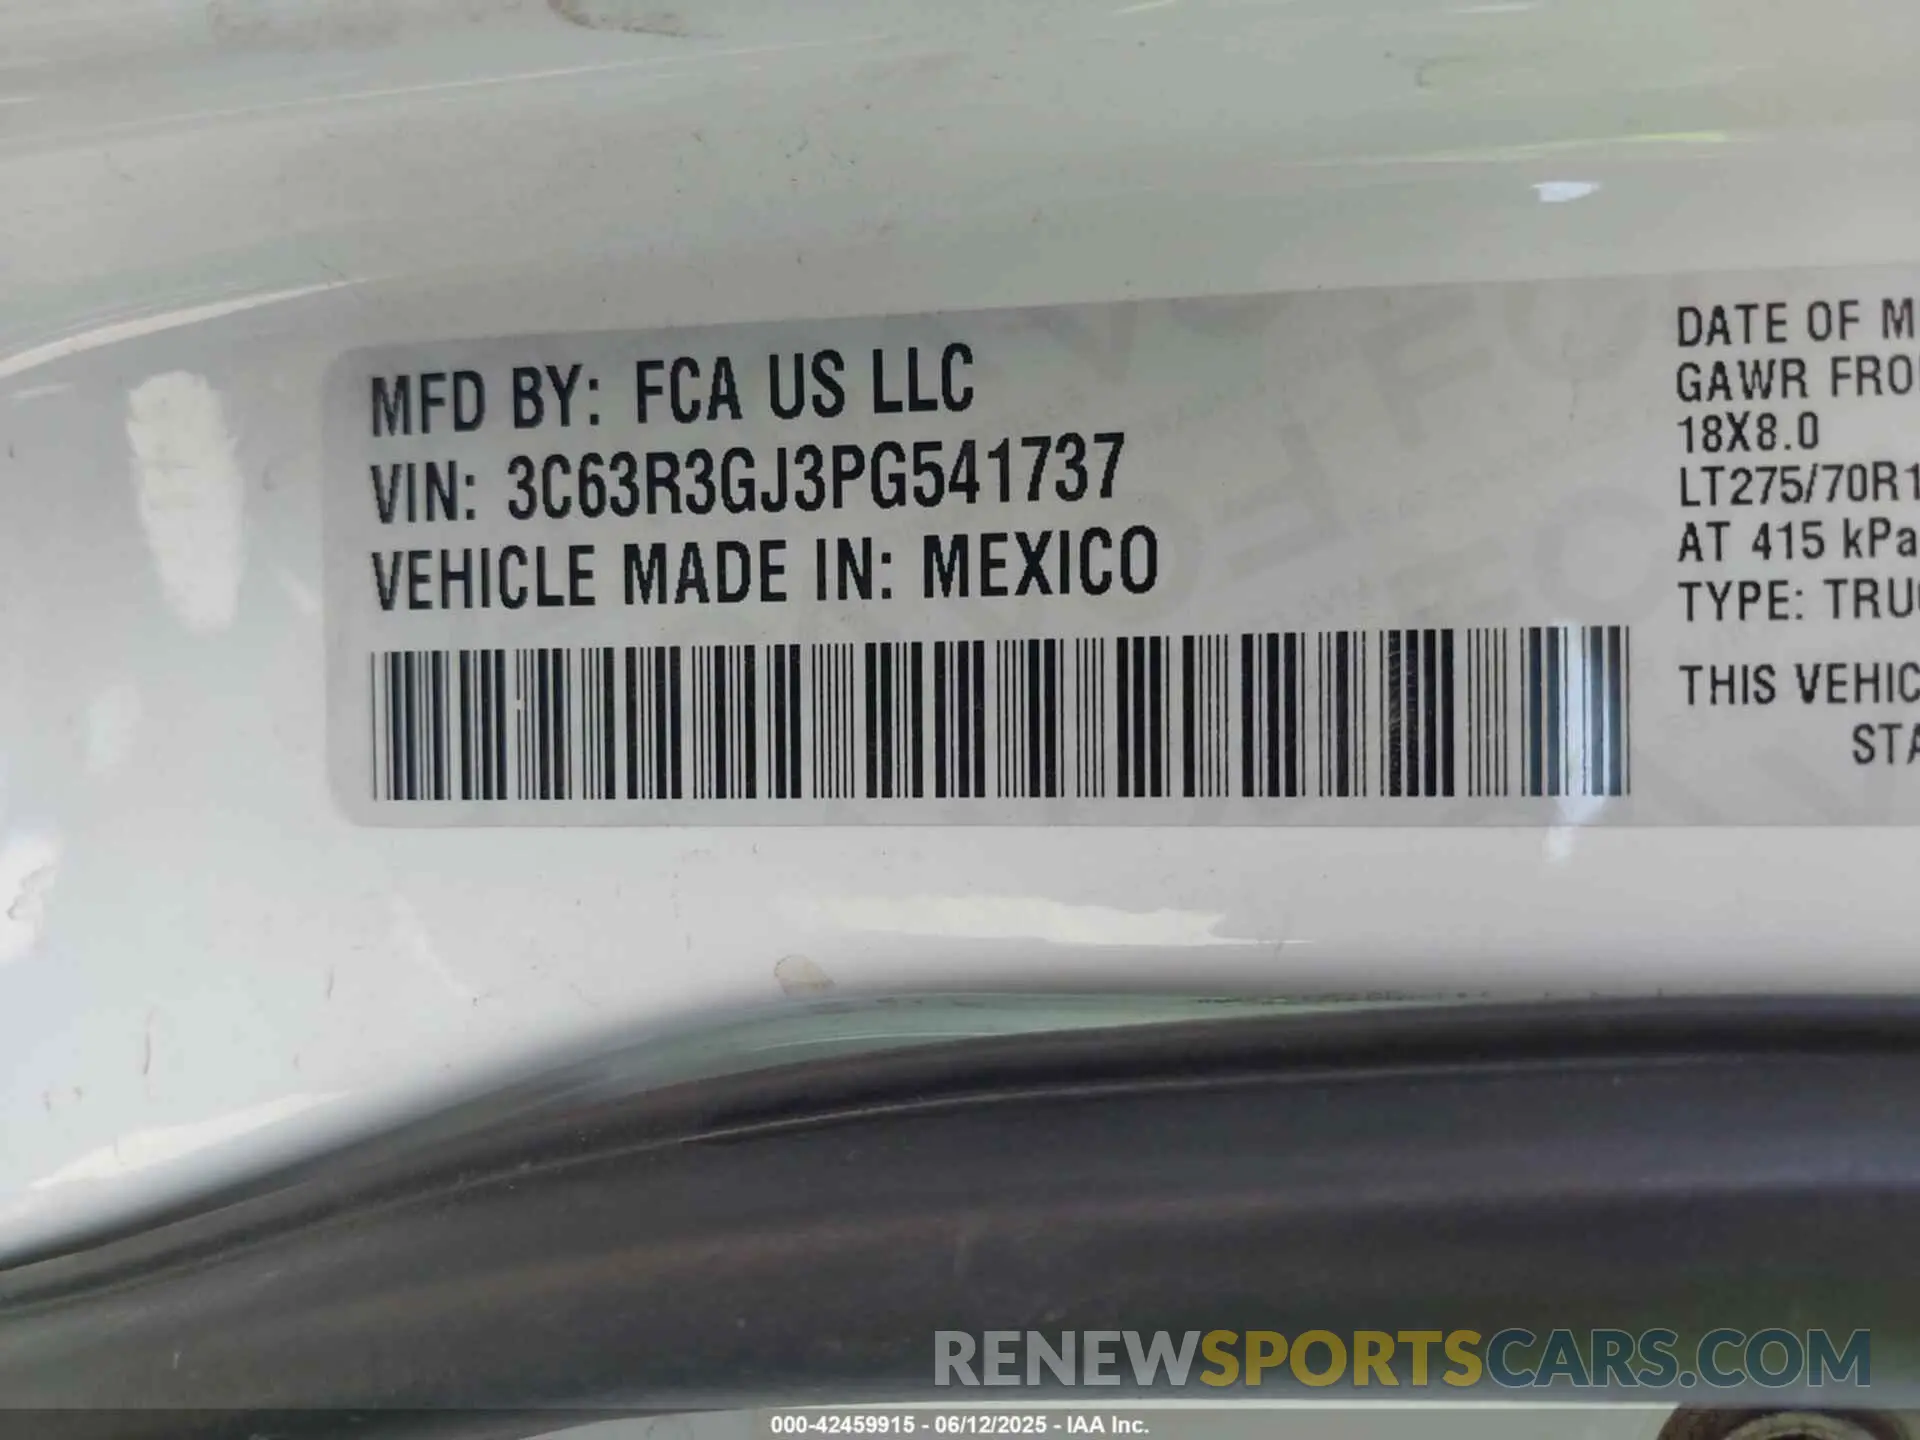 MFD BY: FCA US LLC
VIN: 3C63R3GJ3PG541737
VEHICLE MADE IN: MEXICO
DATE OF M
GAWR FRO
18X8.0
LT275/70R1
AT 415 kPa
TYPE: TRUC
THIS VEHIC
STA
RENEWSPORTSCARS.COM
000-42459915 - 06/12/2025 - IAA Inc.